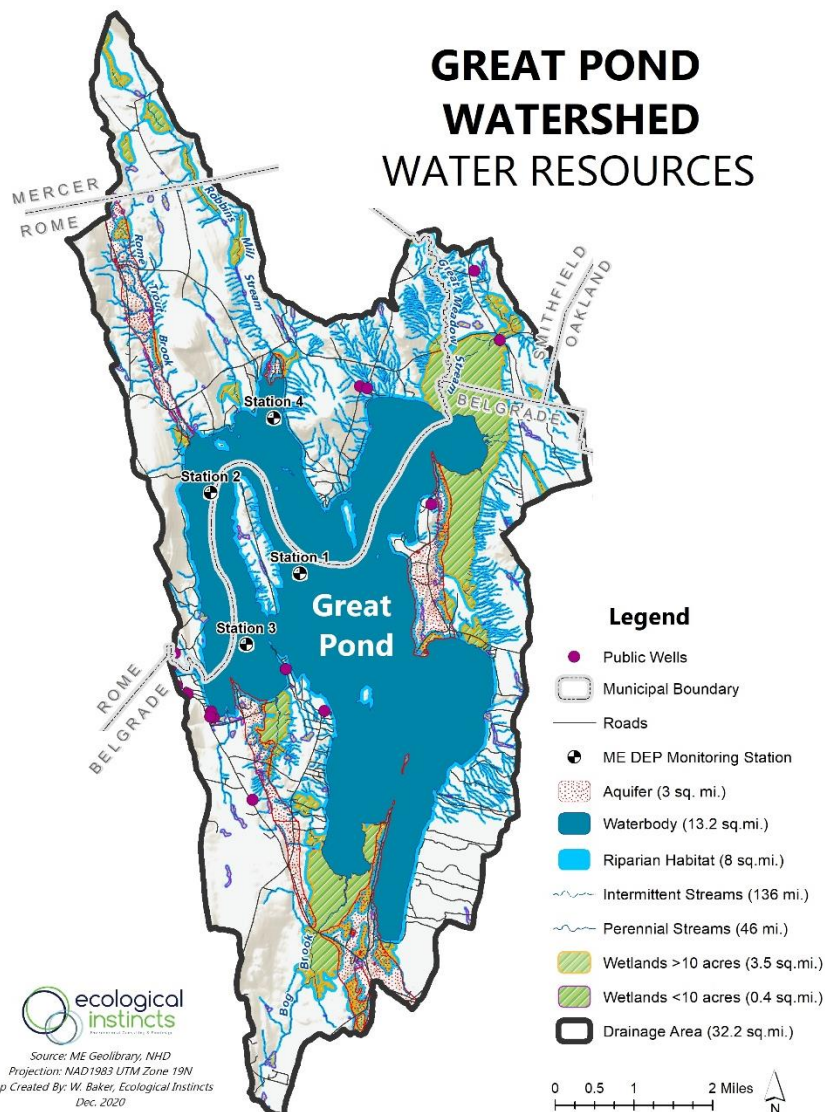 GREAT POND
WATERSHED
WATER RESOURCES
MERCER
ROME
Robbins Mill Stream
Rome Trout Brook
Great Meadow Stream
SMITHFIELD
OAKLAND
BELGRADE
Station 4
Station 2
Station 1
Great
Pond
Station 3
ROME
BELGRADE
Bog Brook
Legend
Public Wells
Municipal Boundary
Roads
ME DEP Monitoring Station
Aquifer (3 sq. mi.)
Waterbody (13.2 sq.mi.)
Riparian Habitat (8 sq.mi.)
Intermittent Streams (136 mi.)
Perennial Streams (46 mi.)
Wetlands >10 acres (3.5 sq.mi.)
Wetlands <10 acres (0.4 sq.mi.)
Drainage Area (32.2 sq.mi.)
ecological
instincts
Source: ME Geolibrary, NHD
Projection: NAD1983 UTM Zone 19N
p Created By: W. Baker, Ecological Instincts
Dec. 2020
0 0.5 1 2 Miles
N